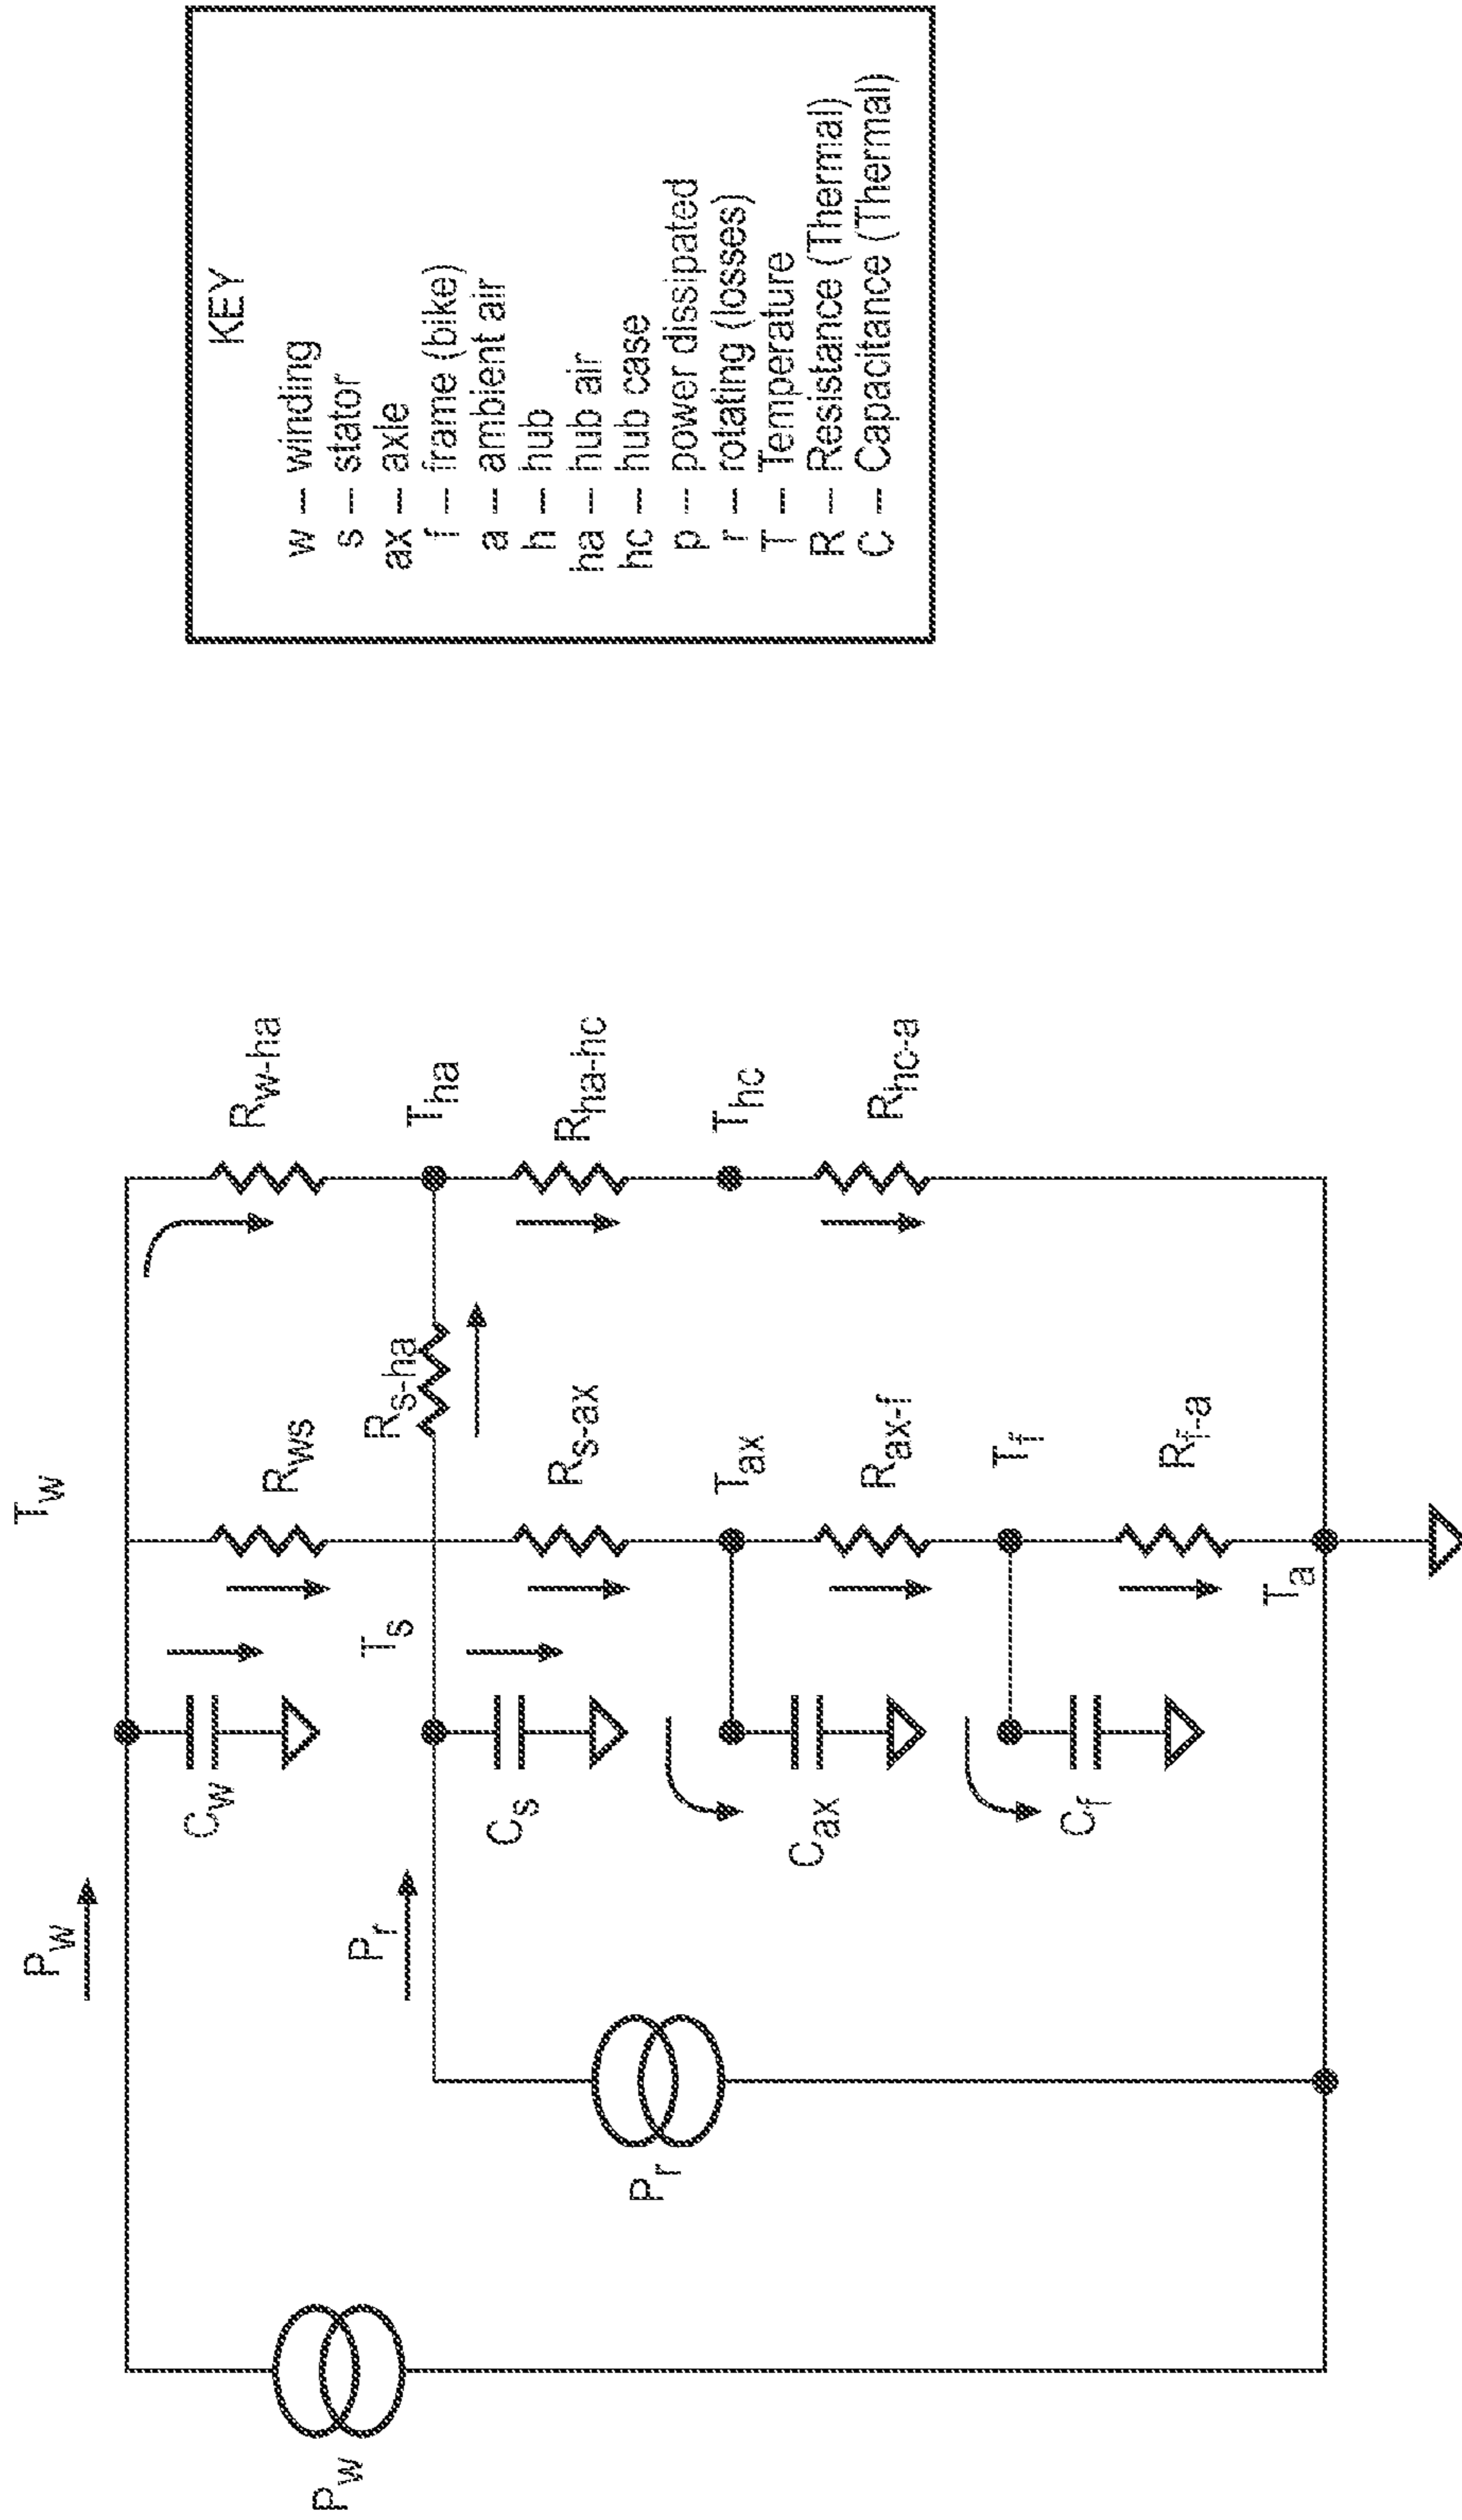 T_w
P_w
P_w
C_w
R_ws
R_w-ha
P_r
T_s
R_s-ha
T_ha
P_r
C_s
R_s-ax
R_ha-hc
T_ax
T_hc
C_ax
R_ax-f
R_hc-a
T_f
C_f
R_f-a
T_a
KEY
w -- winding
s -- stator
ax -- axle
f -- frame (bike)
a -- ambient air
h -- hub
ha -- hub air
hc -- hub case
p -- power dissipated
r -- rotating (losses)
T -- Temperature
R -- Resistance (Thermal)
C -- Capacitance (Thermal)